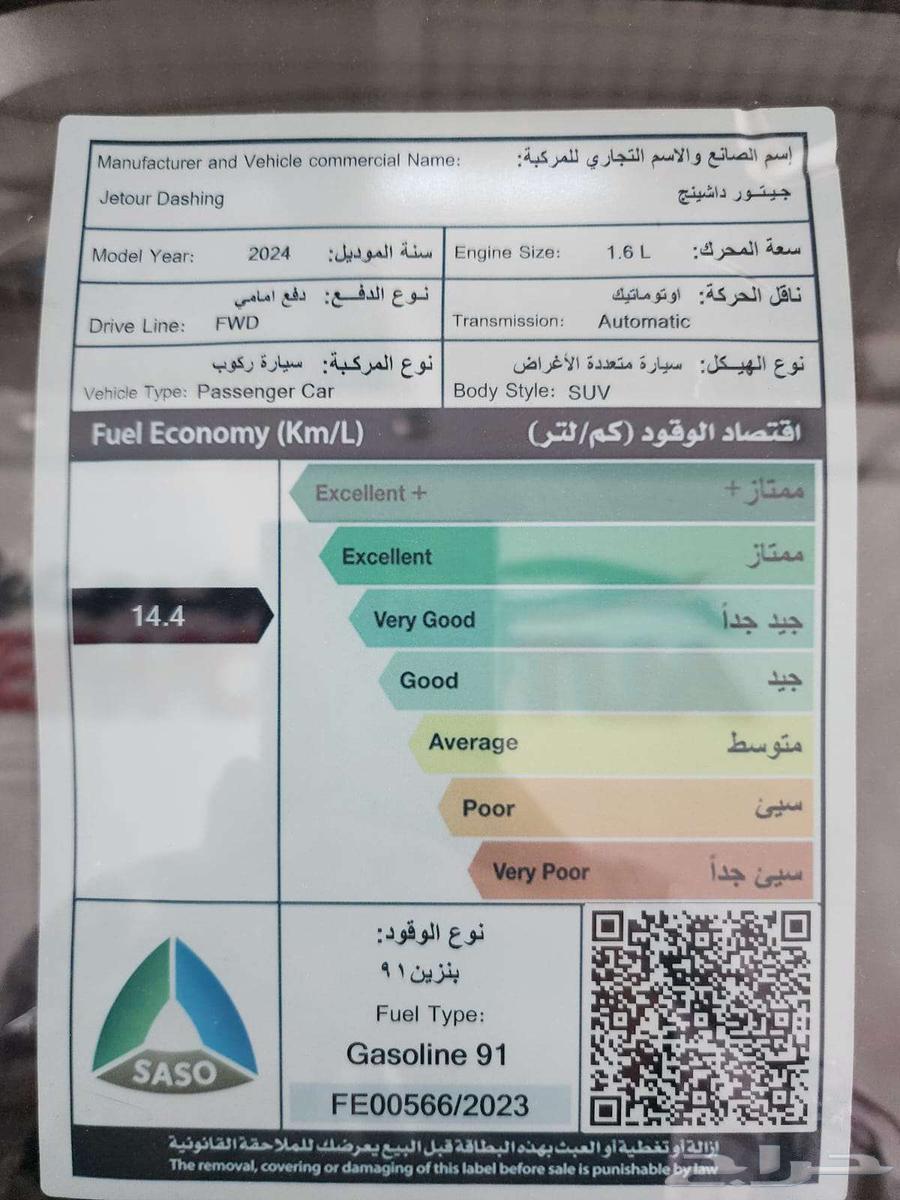 Manufacturer and Vehicle commercial Name: إسم الصانع والاسم التجاري للمركبة:
Jetour Dashing جيتور داشينج
Model Year: 2024 سنة الموديل:
Engine Size: 1.6 L سعة المحرك:
نوع الدفع: دفع امامي
Drive Line: FWD
ناقل الحركة: اوتوماتيك
Transmission: Automatic
نوع المركبة: سيارة ركوب
Vehicle Type: Passenger Car
نوع الهيكل: سيارة متعددة الأغراض
Body Style: SUV
Fuel Economy (Km/L) اقتصاد الوقود (كم/لتر)
Excellent + ممتاز +
Excellent ممتاز
14.4
Very Good جيد جداً
Good جيد
Average متوسط
Poor سيئ
Very Poor سيئ جداً
SASO
نوع الوقود:
بنزين ٩١
Fuel Type:
Gasoline 91
FE00566/2023
إزالة أو تغطية أو العبث بهذه البطاقة قبل البيع يعرضك للملاحقة القانونية
The removal, covering or damaging of this label before sale is punishable by law
حراج